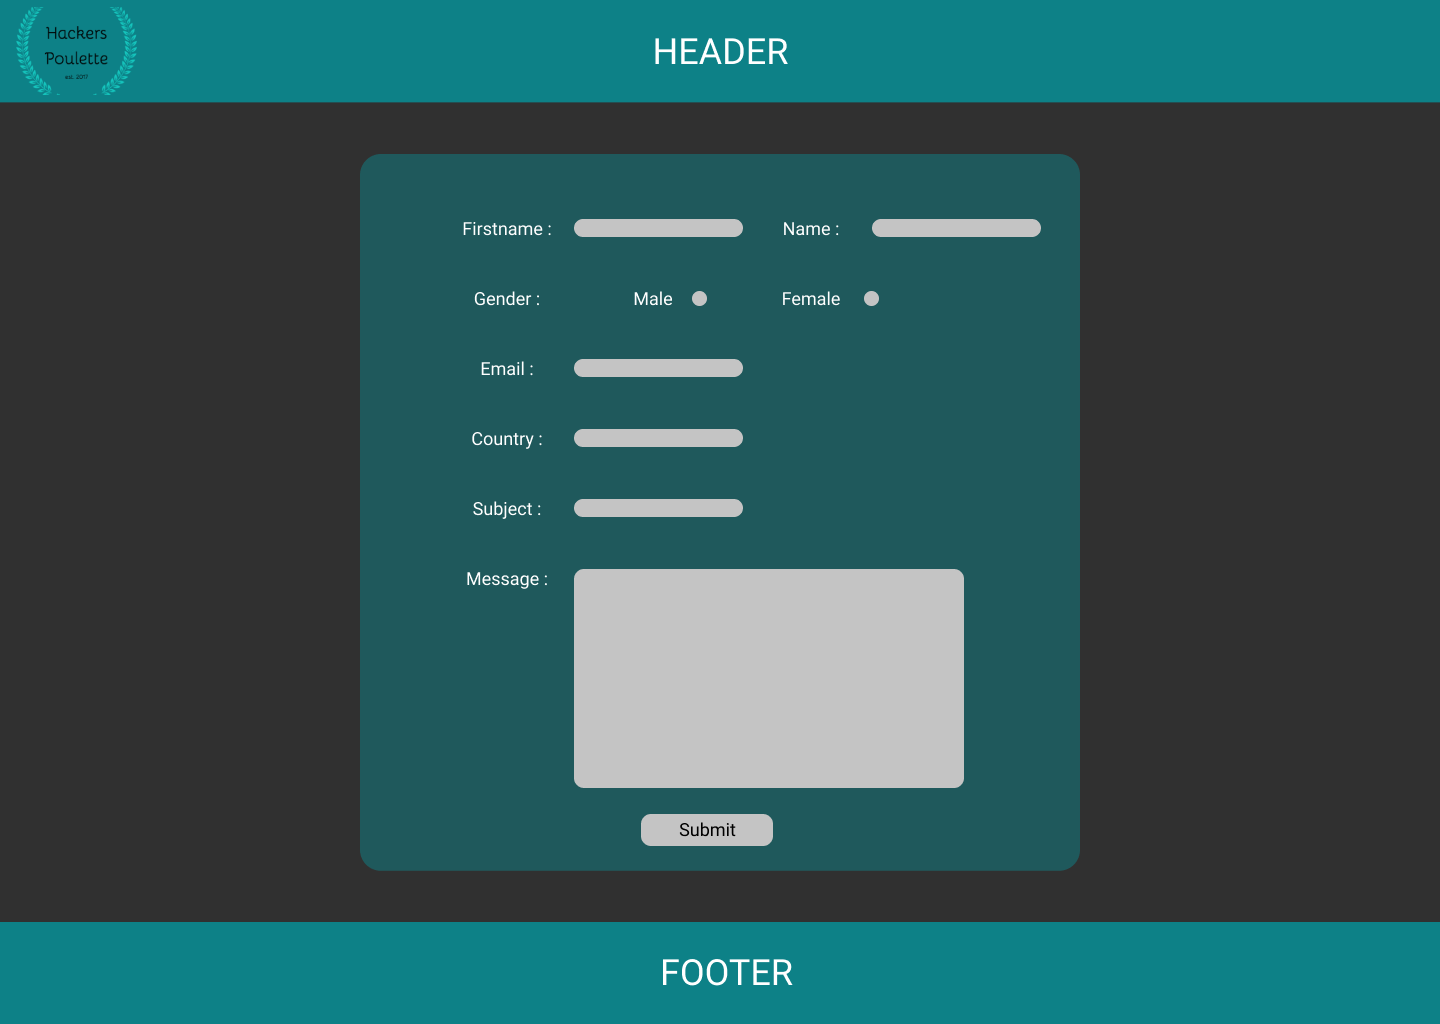 Hackers
Poulette
est. 2017
HEADER
Firstname :
Name :
Gender :
Male
Female
Email :
Country :
Subject :
Message :
Submit
FOOTER